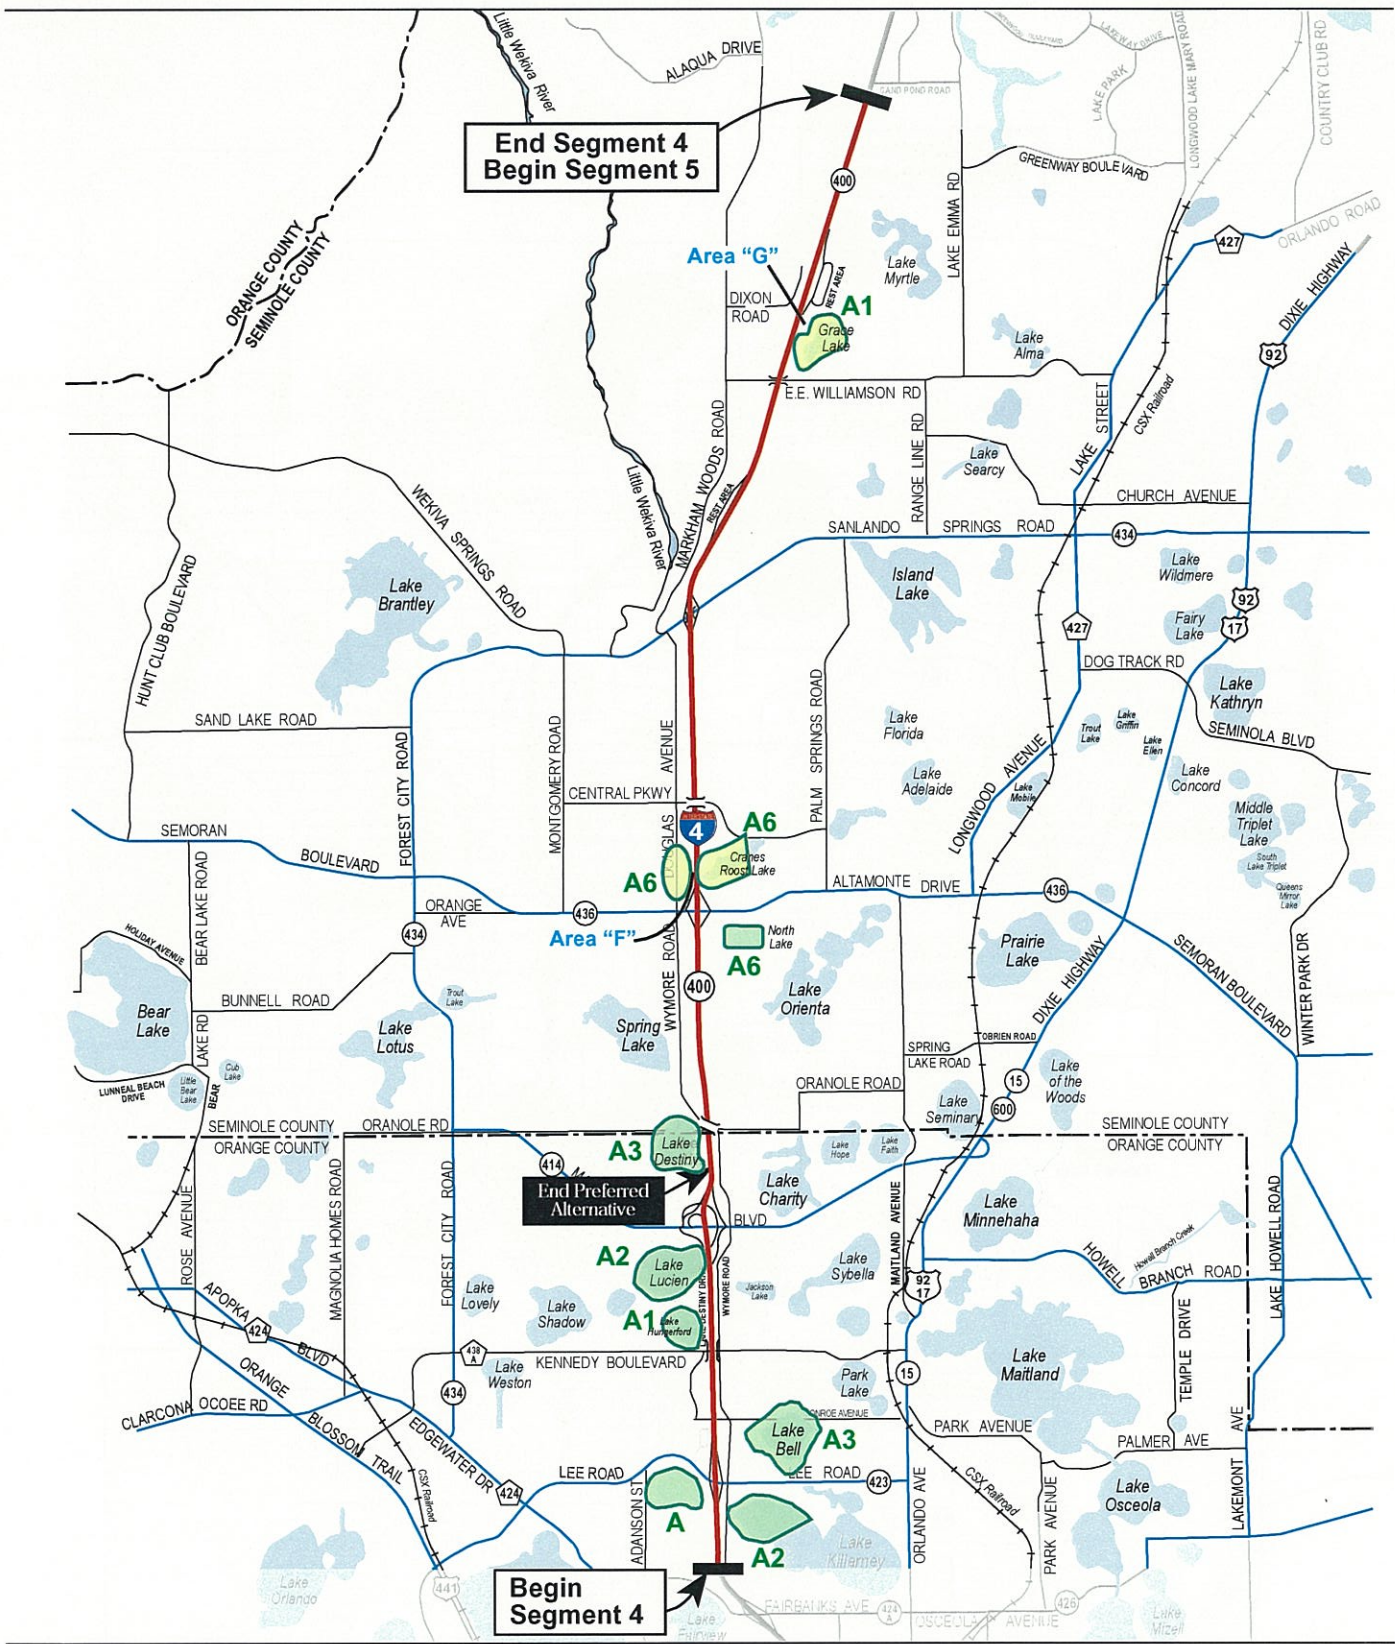 Little Wekiva River
ALAQUA DRIVE
LAKEWAY DRIVE
LAKE PARK
LONGWOOD LAKE MARY ROAD
COUNTRY CLUB RD
SAND POND ROAD
End Segment 4
Begin Segment 5
400
GREENWAY BOULEVARD
LAKE EMMA RD
ORANGE COUNTY
SEMINOLE COUNTY
427
ORLANDO ROAD
DIXIE HIGHWAY
Area “G”
Lake
Myrtle
REST AREA
DIXON
ROAD
A1
Grace
Lake
Lake
Alma
92
E.E. WILLIAMSON RD
CSX Railroad
LAKE STREET
RANGE LINE RD
Lake
Searcy
MARKHAM WOODS ROAD
REST AREA
Little Wekiva River
CHURCH AVENUE
WEKIVA SPRINGS ROAD
SANLANDO SPRINGS ROAD
434
HUNT CLUB BOULEVARD
Lake
Brantley
Island
Lake
Lake
Wildmere
92
Fairy
Lake
17
427
DOG TRACK RD
Lake
Kathryn
SAND LAKE ROAD
FOREST CITY ROAD
MONTGOMERY ROAD
DOUGLAS AVENUE
PALM SPRINGS ROAD
Lake
Florida
Lake
Adelaide
LONGWOOD AVENUE
Trout
Lake
Lake
Griffin
Lake
Ellen
SEMINOLA BLVD
Lake
Concord
Lake
Mobile
CENTRAL PKWY
INTERSTATE
4
Middle
Triplet
Lake
South
Lake Triplet
Queens
Mirror
Lake
SEMORAN
BOULEVARD
A6
Cranes
Roost Lake
A6
ALTAMONTE DRIVE
436
BEAR LAKE ROAD
ORANGE
AVE
436
Area “F”
North
Lake
A6
434
HOLIDAY AVENUE
Prairie
Lake
DIXIE HIGHWAY
SEMORAN BOULEVARD
WINTER PARK DR
BUNNELL ROAD
Trout
Lake
WYMORE ROAD
400
Lake
Orienta
Bear
Lake
Lake
Lotus
Spring
Lake
OBRIEN ROAD
SPRING
LAKE ROAD
LAKE RD
BEAR
Cub
Lake
Little
Bear
Lake
LUNNEAL BEACH
DRIVE
ORANOLE ROAD
15
Lake
of the
Woods
600
Lake
Seminary
SEMINOLE COUNTY
ORANGE COUNTY
ORANOLE RD
SEMINOLE COUNTY
ORANGE COUNTY
A3
Lake
Destiny
Lake
Hope
Lake
Faith
414
End Preferred
Alternative
Lake
Charity
BLVD
ROSE AVENUE
MAGNOLIA HOMES ROAD
FOREST CITY ROAD
MAITLAND AVENUE
Lake
Minnehaha
LAKE HOWELL ROAD
Howell Branch Creek
HOWELL
BRANCH ROAD
A2
Lake
Lucien
WYMORE ROAD
Jackson
Lake
Lake
Sybella
92
17
APOPKA
BLVD
424
Lake
Lovely
Lake
Shadow
A1
Lake
Hungerford
TEMPLE DRIVE
438
A
KENNEDY BOULEVARD
Lake
Weston
Park
Lake
15
Lake
Maitland
ORANGE
BLOSSOM TRAIL
434
CLARCONA OCOEE RD
EDGEWATER DR
424
MONROE AVENUE
Lake
Bell
A3
PARK AVENUE
PALMER AVE
LEE ROAD
LEE ROAD
423
CSX Railroad
CSX Railroad
ADANSON ST
A
A2
Lake
Killarney
ORLANDO AVE
PARK AVENUE
Lake
Osceola
LAKEMONT AVE
Lake
Orlando
441
Begin
Segment 4
Lake
Fairview
FAIRBANKS AVE
424
A
OSCEOLA AVENUE
426
Lake
Mizell